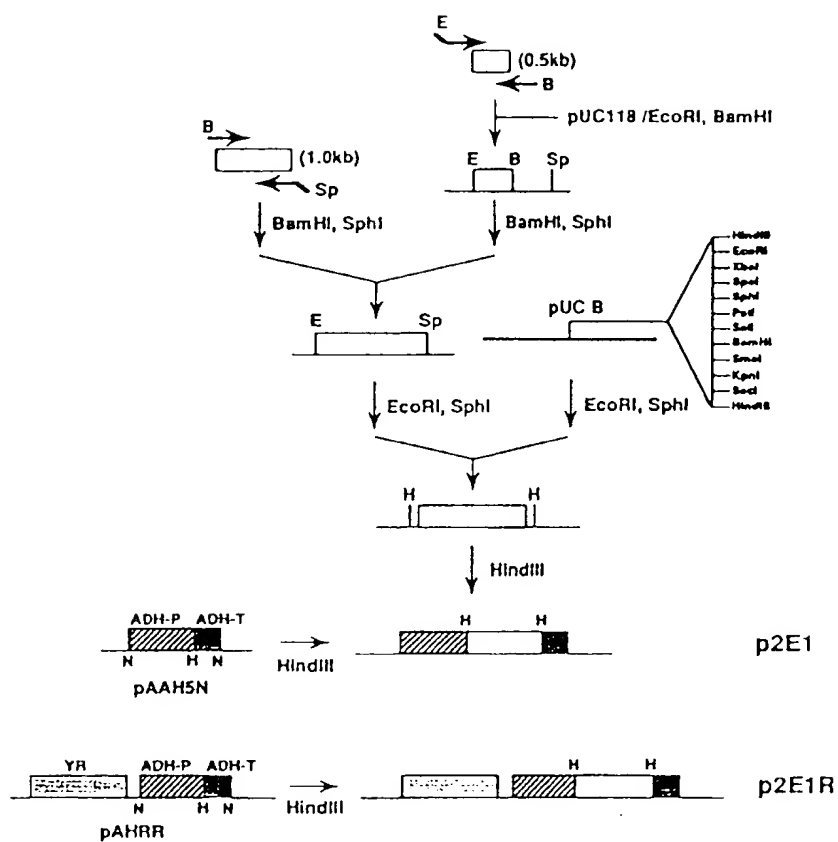 E
(0.5kb)
B
pUC118 /EcoRI, BamHI
B
(1.0kb)
Sp
E B Sp
BamHI, SphI
BamHI, SphI
HindIII
EcoRI
XbaI
SpeI
SphI
PstI
SalI
BamHI
SmaI
KpnI
SacI
HindIII
pUC B
E Sp
EcoRI, SphI
EcoRI, SphI
H H
HindIII
ADH-P ADH-T
N H N
pAAH5N
HindIII
H H
p2E1
YR ADH-P ADH-T
N H N
pAHRR
HindIII
H H
p2E1R